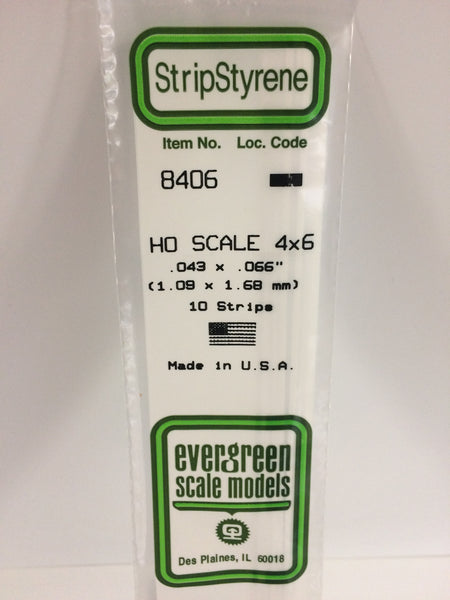 StripStyrene
Item No. Loc. Code
8406
HO SCALE 4x6
.043 x .066"
(1.09 x 1.68 mm)
10 Strips
Made in U.S.A.
evergreen
scale models
Des Plaines, IL 60018